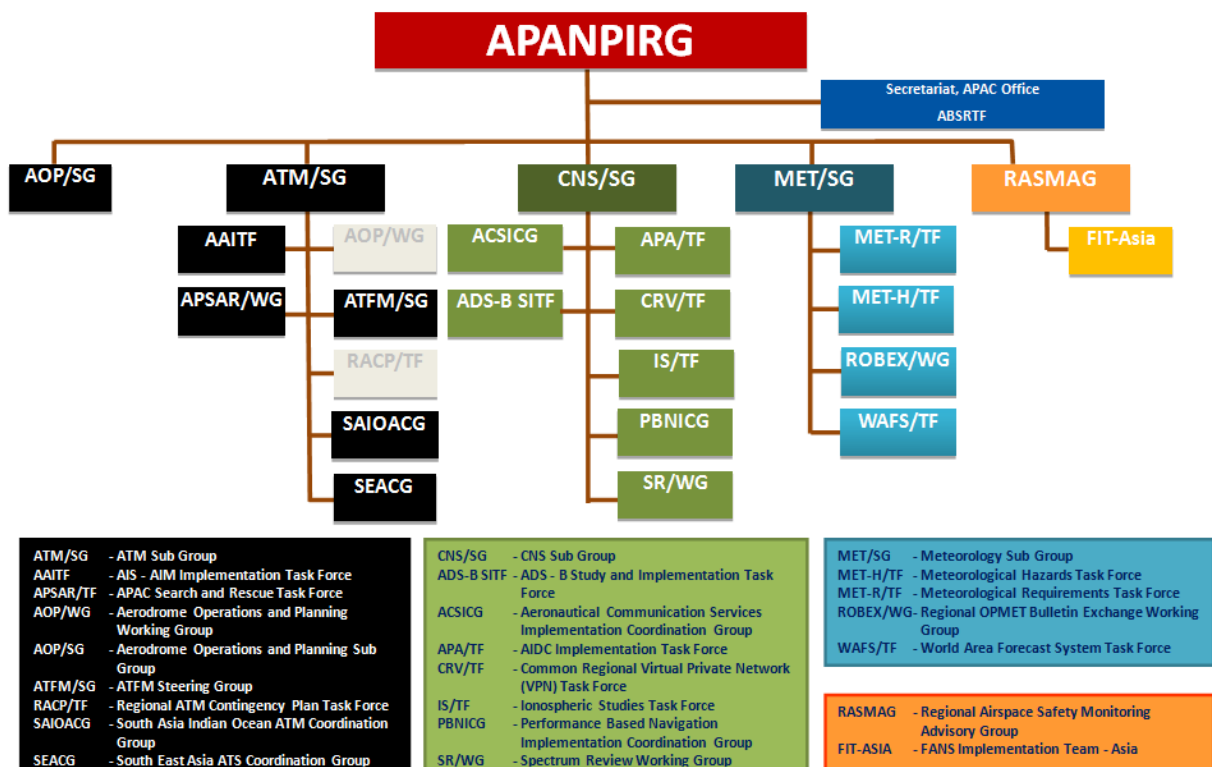 APANPIRG
Secretariat, APAC Office
ABSRTF
AOP/SG
ATM/SG
CNS/SG
MET/SG
RASMAG
AAITF
AOP/WG
ACSICG
APA/TF
MET-R/TF
FIT-Asia
APSAR/WG
ATFM/SG
ADS-B SITF
CRV/TF
MET-H/TF
RACP/TF
IS/TF
ROBEX/WG
SAIOACG
PBNICG
WAFS/TF
SEACG
SR/WG
ATM/SG - ATM Sub Group
AAITF - AIS - AIM Implementation Task Force
APSAR/TF - APAC Search and Rescue Task Force
AOP/WG - Aerodrome Operations and Planning
Working Group
AOP/SG - Aerodrome Operations and Planning Sub
Group
ATFM/SG - ATFM Steering Group
RACP/TF - Regional ATM Contingency Plan Task Force
SAIOACG - South Asia Indian Ocean ATM Coordination
Group
SEACG - South East Asia ATS Coordination Group
CNS/SG - CNS Sub Group
ADS-B SITF - ADS - B Study and Implementation Task
Force
ACSICG - Aeronautical Communication Services
Implementation Coordination Group
APA/TF - AIDC Implementation Task Force
CRV/TF - Common Regional Virtual Private Network
(VPN) Task Force
IS/TF - Ionospheric Studies Task Force
PBNICG - Performance Based Navigation
Implementation Coordination Group
SR/WG - Spectrum Review Working Group
MET/SG - Meteorology Sub Group
MET-H/TF - Meteorological Hazards Task Force
MET-R/TF - Meteorological Requirements Task Force
ROBEX/WG- Regional OPMET Bulletin Exchange Working
Group
WAFS/TF - World Area Forecast System Task Force
RASMAG - Regional Airspace Safety Monitoring
Advisory Group
FIT-ASIA - FANS Implementation Team - Asia